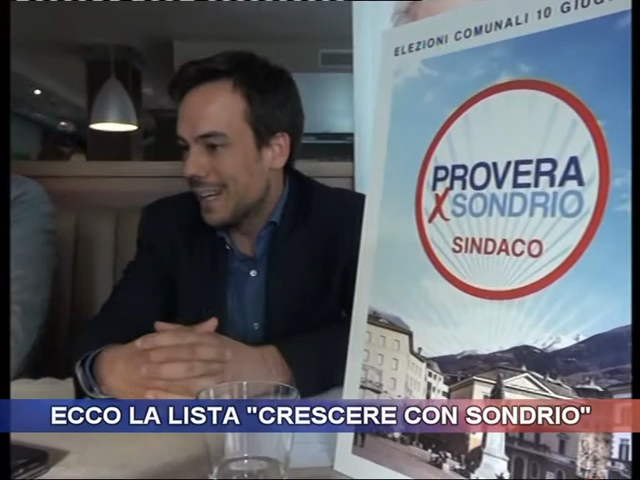 ELEZIONI COMUNALI 10 GIUG
PROVERA
X SONDRIO
SINDACO
ECCO LA LISTA "CRESCERE CON SONDRIO"